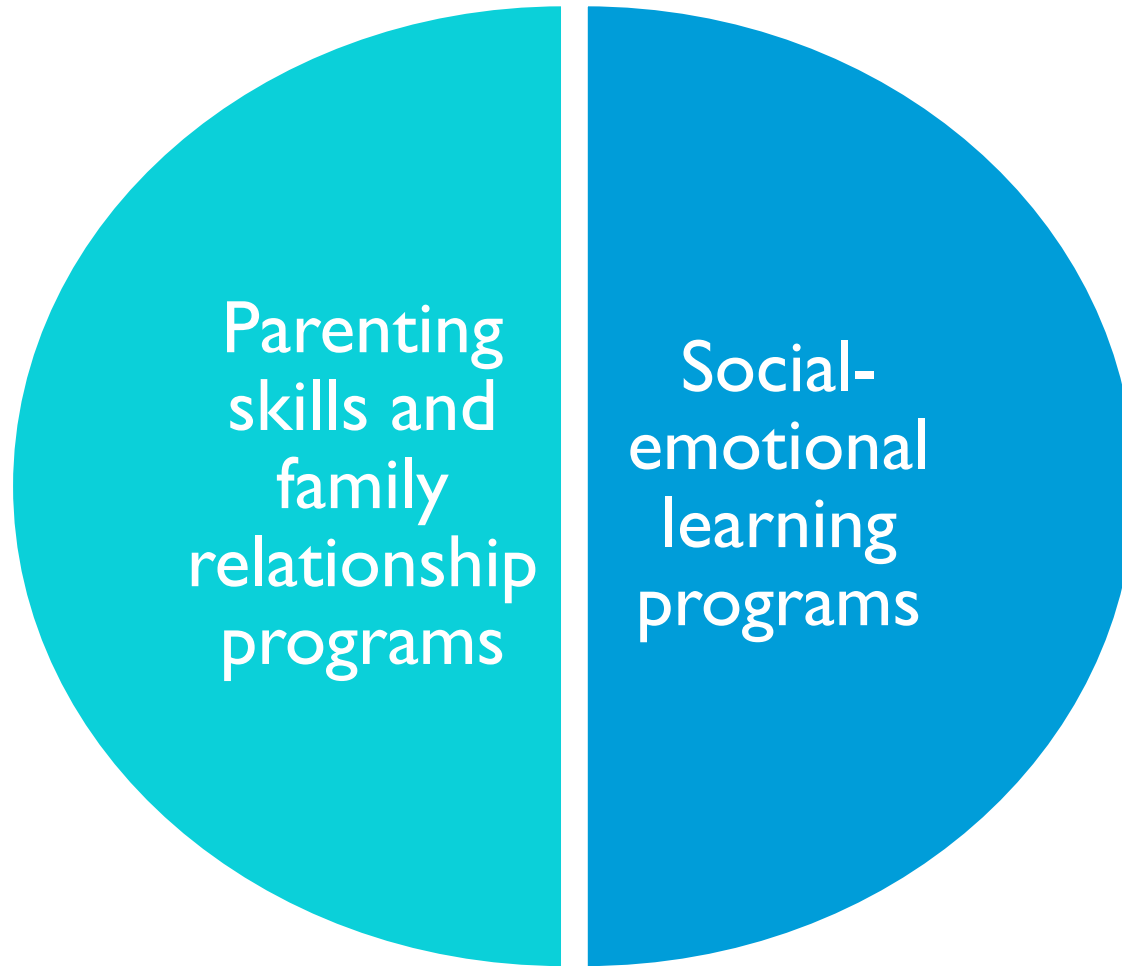 Parenting
skills and
family
relationship
programs
Social-
emotional
learning
programs